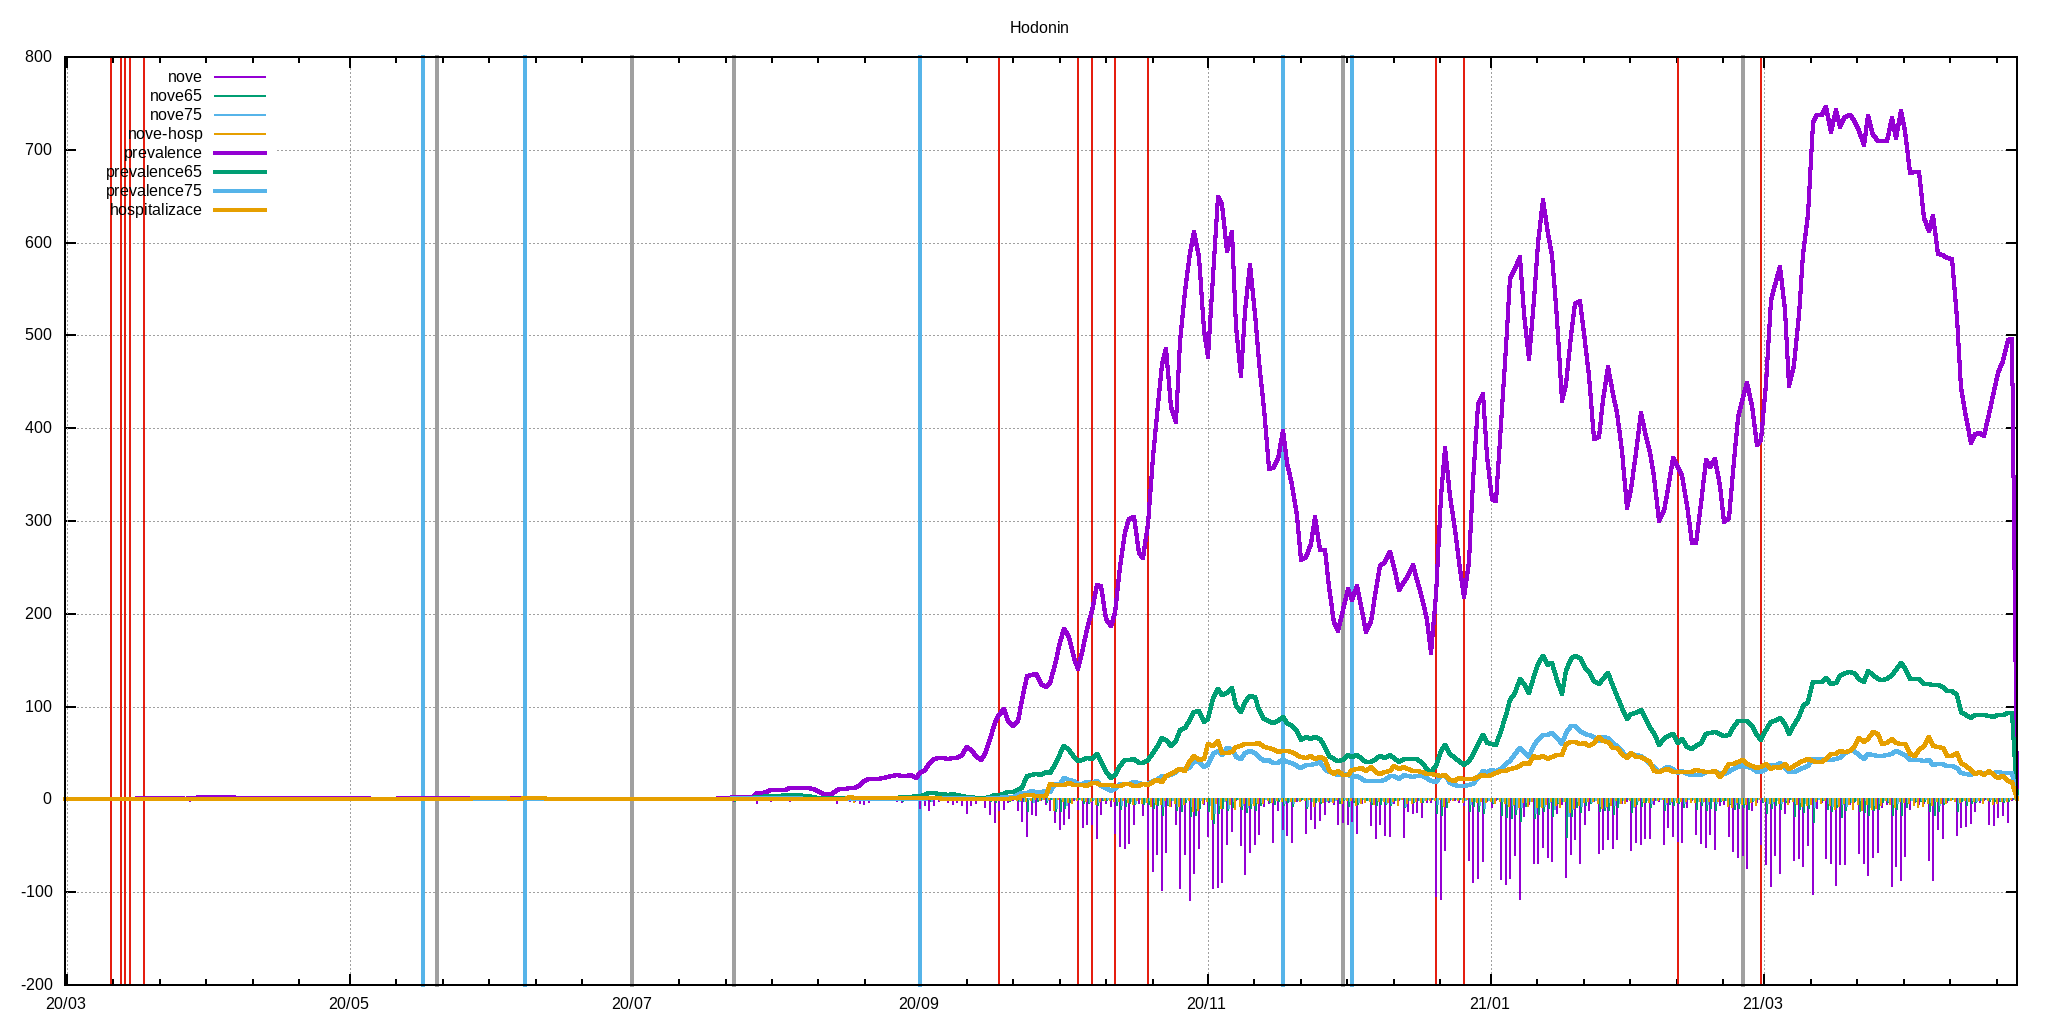 Hodonin
800
700
600
500
400
300
200
100
0
-100
-200
nove
nove65
nove75
nove-hosp
prevalence
prevalence65
prevalence75
hospitalizace
20/03 20/05 20/07 20/09 20/11 21/01 21/03